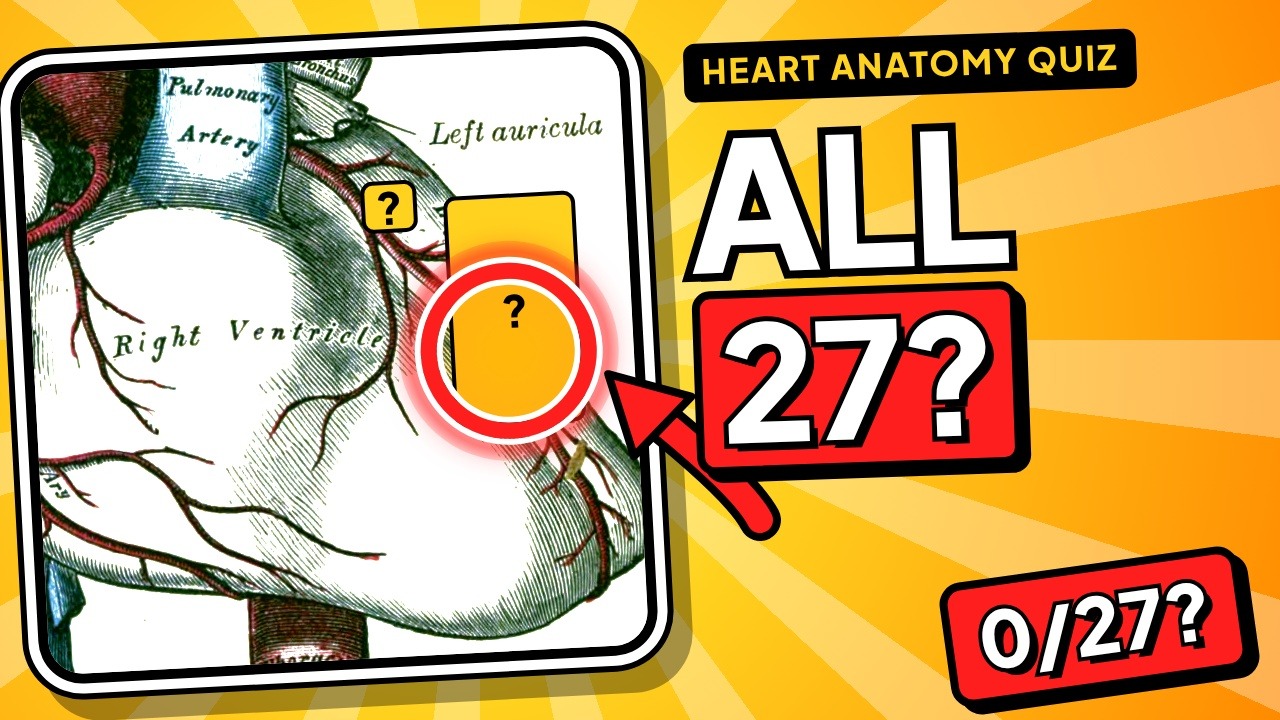 HEART ANATOMY QUIZ
ALL
27?
0/27?
Pulmonary
Artery
Left auricula
?
?
Right Ventricle